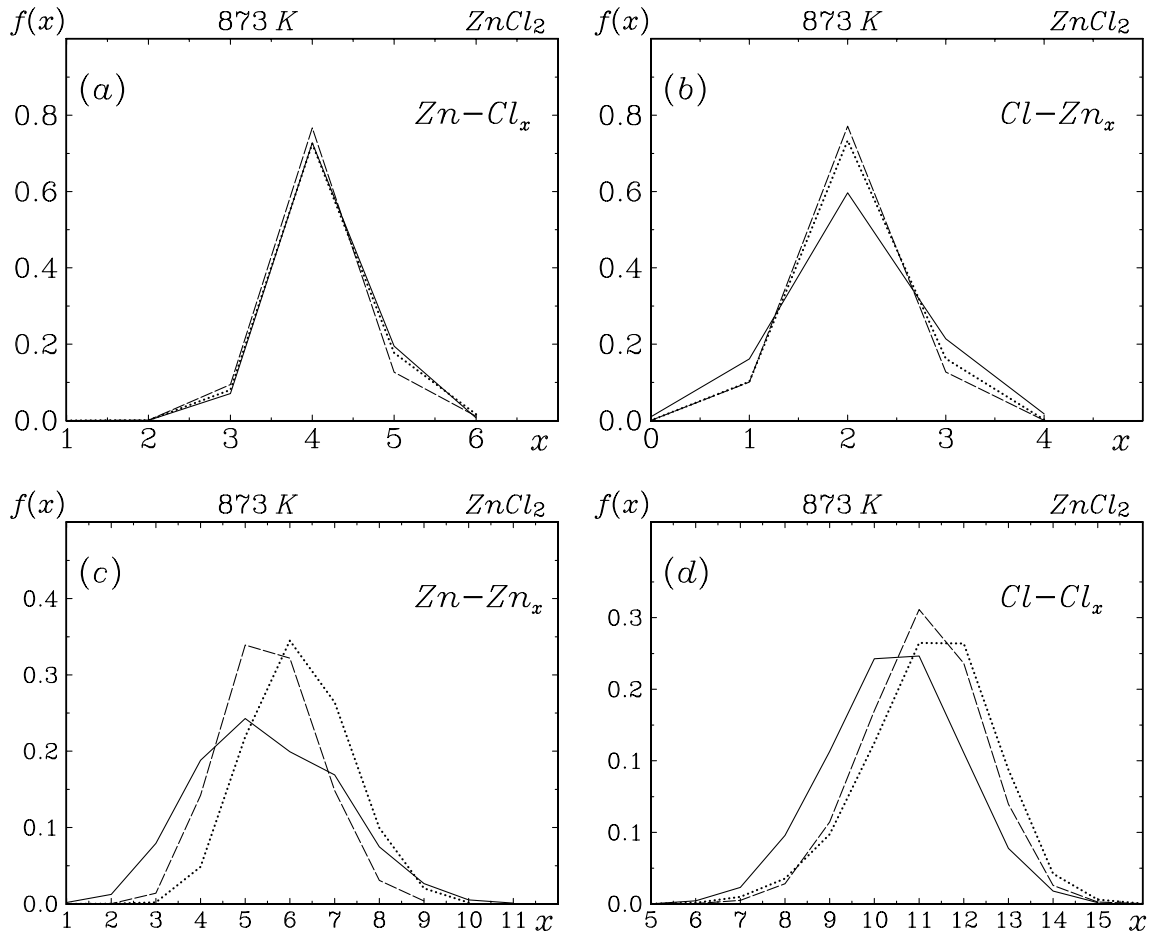 f(x) 873 K ZnCl₂
(a)
Zn−Clₓ
0.8
0.6
0.4
0.2
0.0
1 2 3 4 5 6 x
f(x) 873 K ZnCl₂
(b)
Cl−Znₓ
0.8
0.6
0.4
0.2
0.0
0 1 2 3 4 x
f(x) 873 K ZnCl₂
(c)
Zn−Znₓ
0.4
0.3
0.2
0.1
0.0
1 2 3 4 5 6 7 8 9 10 11 x
f(x) 873 K ZnCl₂
(d)
Cl−Clₓ
0.3
0.2
0.1
0.1
0.0
5 6 7 8 9 10 11 12 13 14 15 x